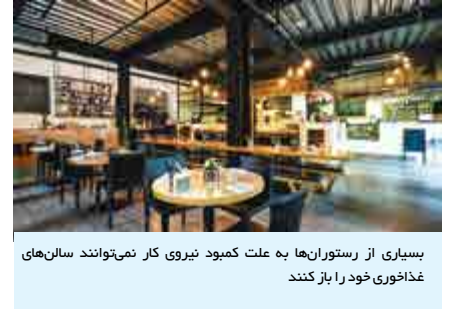 بسیاری از رستوران‌ها به علت کمبود نیروی کار نمی‌توانند سالن‌های
غذاخوری خود را باز کنند